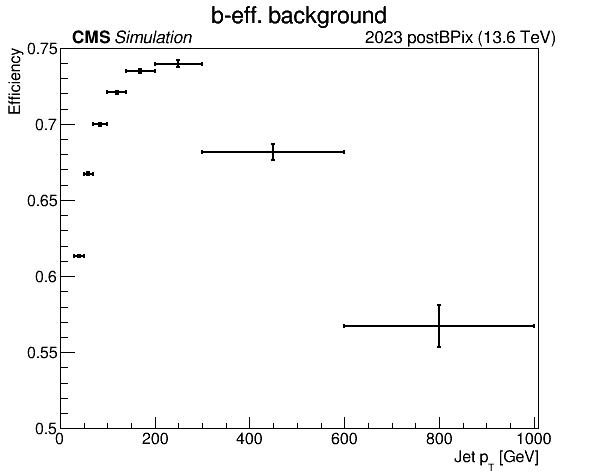 b-eff. background
CMS Simulation
2023 postBPix (13.6 TeV)
Efficiency
0.75
0.7
0.65
0.6
0.55
0.5
0 200 400 600 800 1000
Jet p_T [GeV]